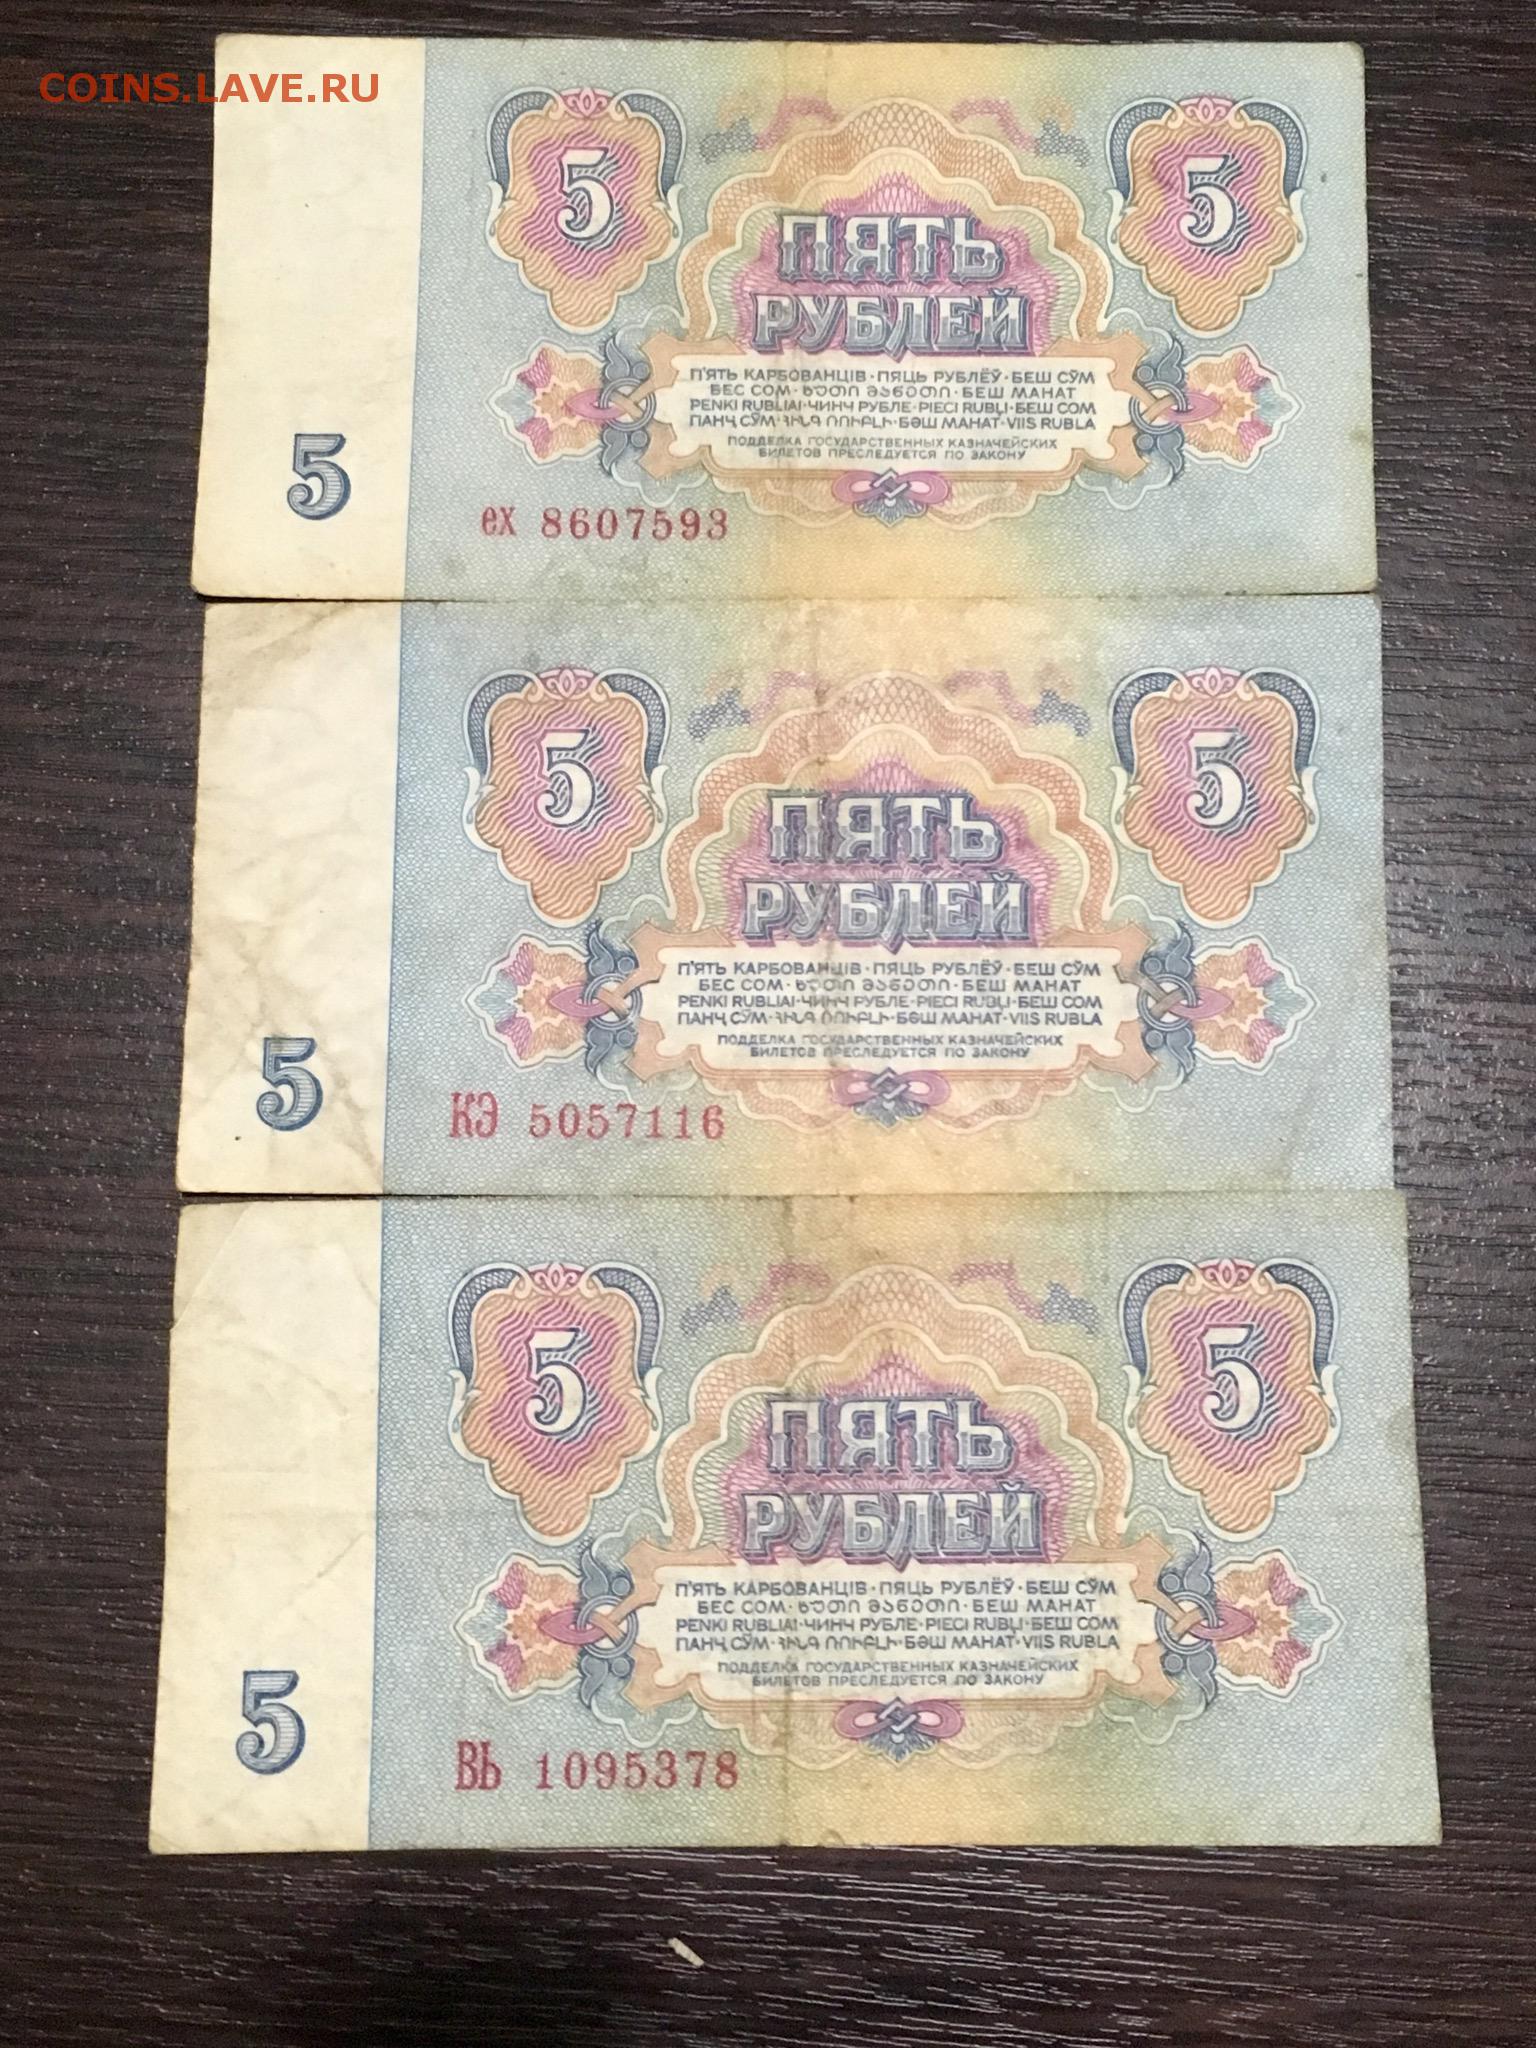 COINS.LAVE.RU
5 5
ПЯТЬ
РУБЛЕЙ
П'ЯТЬ КАРБОВАНЦІВ · ПЯЦЬ РУБЛЁЎ · БЕШ СЎМ
БЕС СОМ · ხუთი მანეთი · БЕШ МАНАТ
PENKI RUBLIAI · ЧИНЧ РУБЛЕ · PIECI RUBĻI · БЕШ СОМ
ПАНҶ СӮМ · ՀԻՆԳ ՌՈՒԲԼԻ · БӘШ МАНАТ · VIIS RUBLA
ПОДДЕЛКА ГОСУДАРСТВЕННЫХ КАЗНАЧЕЙСКИХ
БИЛЕТОВ ПРЕСЛЕДУЕТСЯ ПО ЗАКОНУ
5
ех 8607593
5 5
ПЯТЬ
РУБЛЕЙ
П'ЯТЬ КАРБОВАНЦІВ · ПЯЦЬ РУБЛЁЎ · БЕШ СЎМ
БЕС СОМ · ხუთი მანეთი · БЕШ МАНАТ
PENKI RUBLIAI · ЧИНЧ РУБЛЕ · PIECI RUBĻI · БЕШ СОМ
ПАНҶ СӮМ · ՀԻՆԳ ՌՈՒԲԼԻ · БӘШ МАНАТ · VIIS RUBLA
ПОДДЕЛКА ГОСУДАРСТВЕННЫХ КАЗНАЧЕЙСКИХ
БИЛЕТОВ ПРЕСЛЕДУЕТСЯ ПО ЗАКОНУ
5
КЭ 5057116
5 5
ПЯТЬ
РУБЛЕЙ
П'ЯТЬ КАРБОВАНЦІВ · ПЯЦЬ РУБЛЁЎ · БЕШ СЎМ
БЕС СОМ · ხუთი მანეთი · БЕШ МАНАТ
PENKI RUBLIAI · ЧИНЧ РУБЛЕ · PIECI RUBĻI · БЕШ СОМ
ПАНҶ СӮМ · ՀԻՆԳ ՌՈՒԲԼԻ · БӘШ МАНАТ · VIIS RUBLA
ПОДДЕЛКА ГОСУДАРСТВЕННЫХ КАЗНАЧЕЙСКИХ
БИЛЕТОВ ПРЕСЛЕДУЕТСЯ ПО ЗАКОНУ
5
ВЬ 1095378